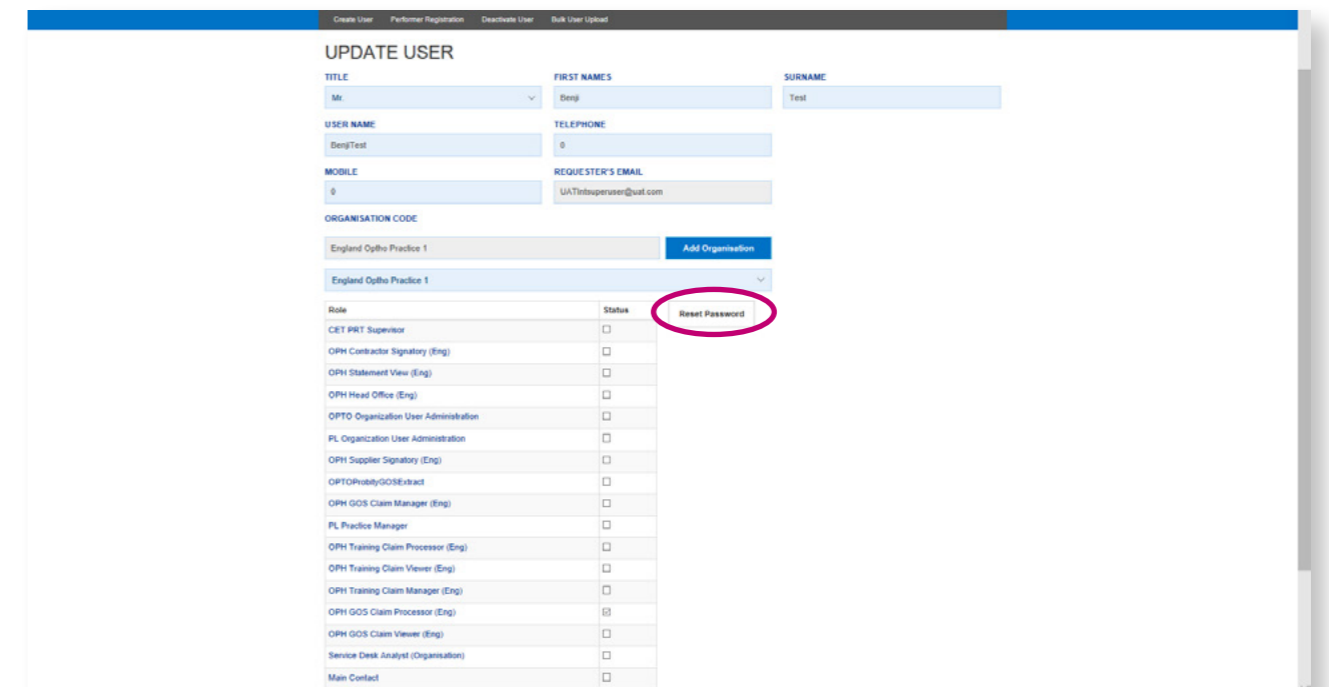 Create User Performer Registration Deactivate User Bulk User Upload
UPDATE USER
TITLE FIRST NAMES SURNAME
Mr. Benji Test
USER NAME TELEPHONE
BenjiTest 0
MOBILE REQUESTER'S EMAIL
0 UATIntsuperuser@uat.com
ORGANISATION CODE
England Optho Practice 1 Add Organisation
England Optho Practice 1
Role Status Reset Password
CET PRT Supevisor
OPH Contractor Signatory (Eng)
OPH Statement View (Eng)
OPH Head Office (Eng)
OPTO Organization User Administration
PL Organization User Administration
OPH Supplier Signatory (Eng)
OPTOProbityGOSExtract
OPH GOS Claim Manager (Eng)
PL Practice Manager
OPH Training Claim Processor (Eng)
OPH Training Claim Viewer (Eng)
OPH Training Claim Manager (Eng)
OPH GOS Claim Processor (Eng)
OPH GOS Claim Viewer (Eng)
Service Desk Analyst (Organisation)
Main Contact